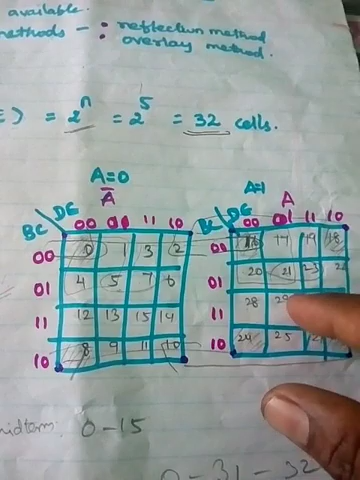 available.
methods - : reflection method
overlay method.
E) = 2^n = 2^5 = 32 cells.
A=0 A=1
A̅ A
DE DE
BC 00 01 11 10 BC 00 01 11 10
00 0 1 3 2 00 16 17 19 18
01 4 5 7 6 01 20 21 23
11 12 13 15 14 11 28
10 8 9 11 10 10 24 25
midterm: 0-15
0-31-32